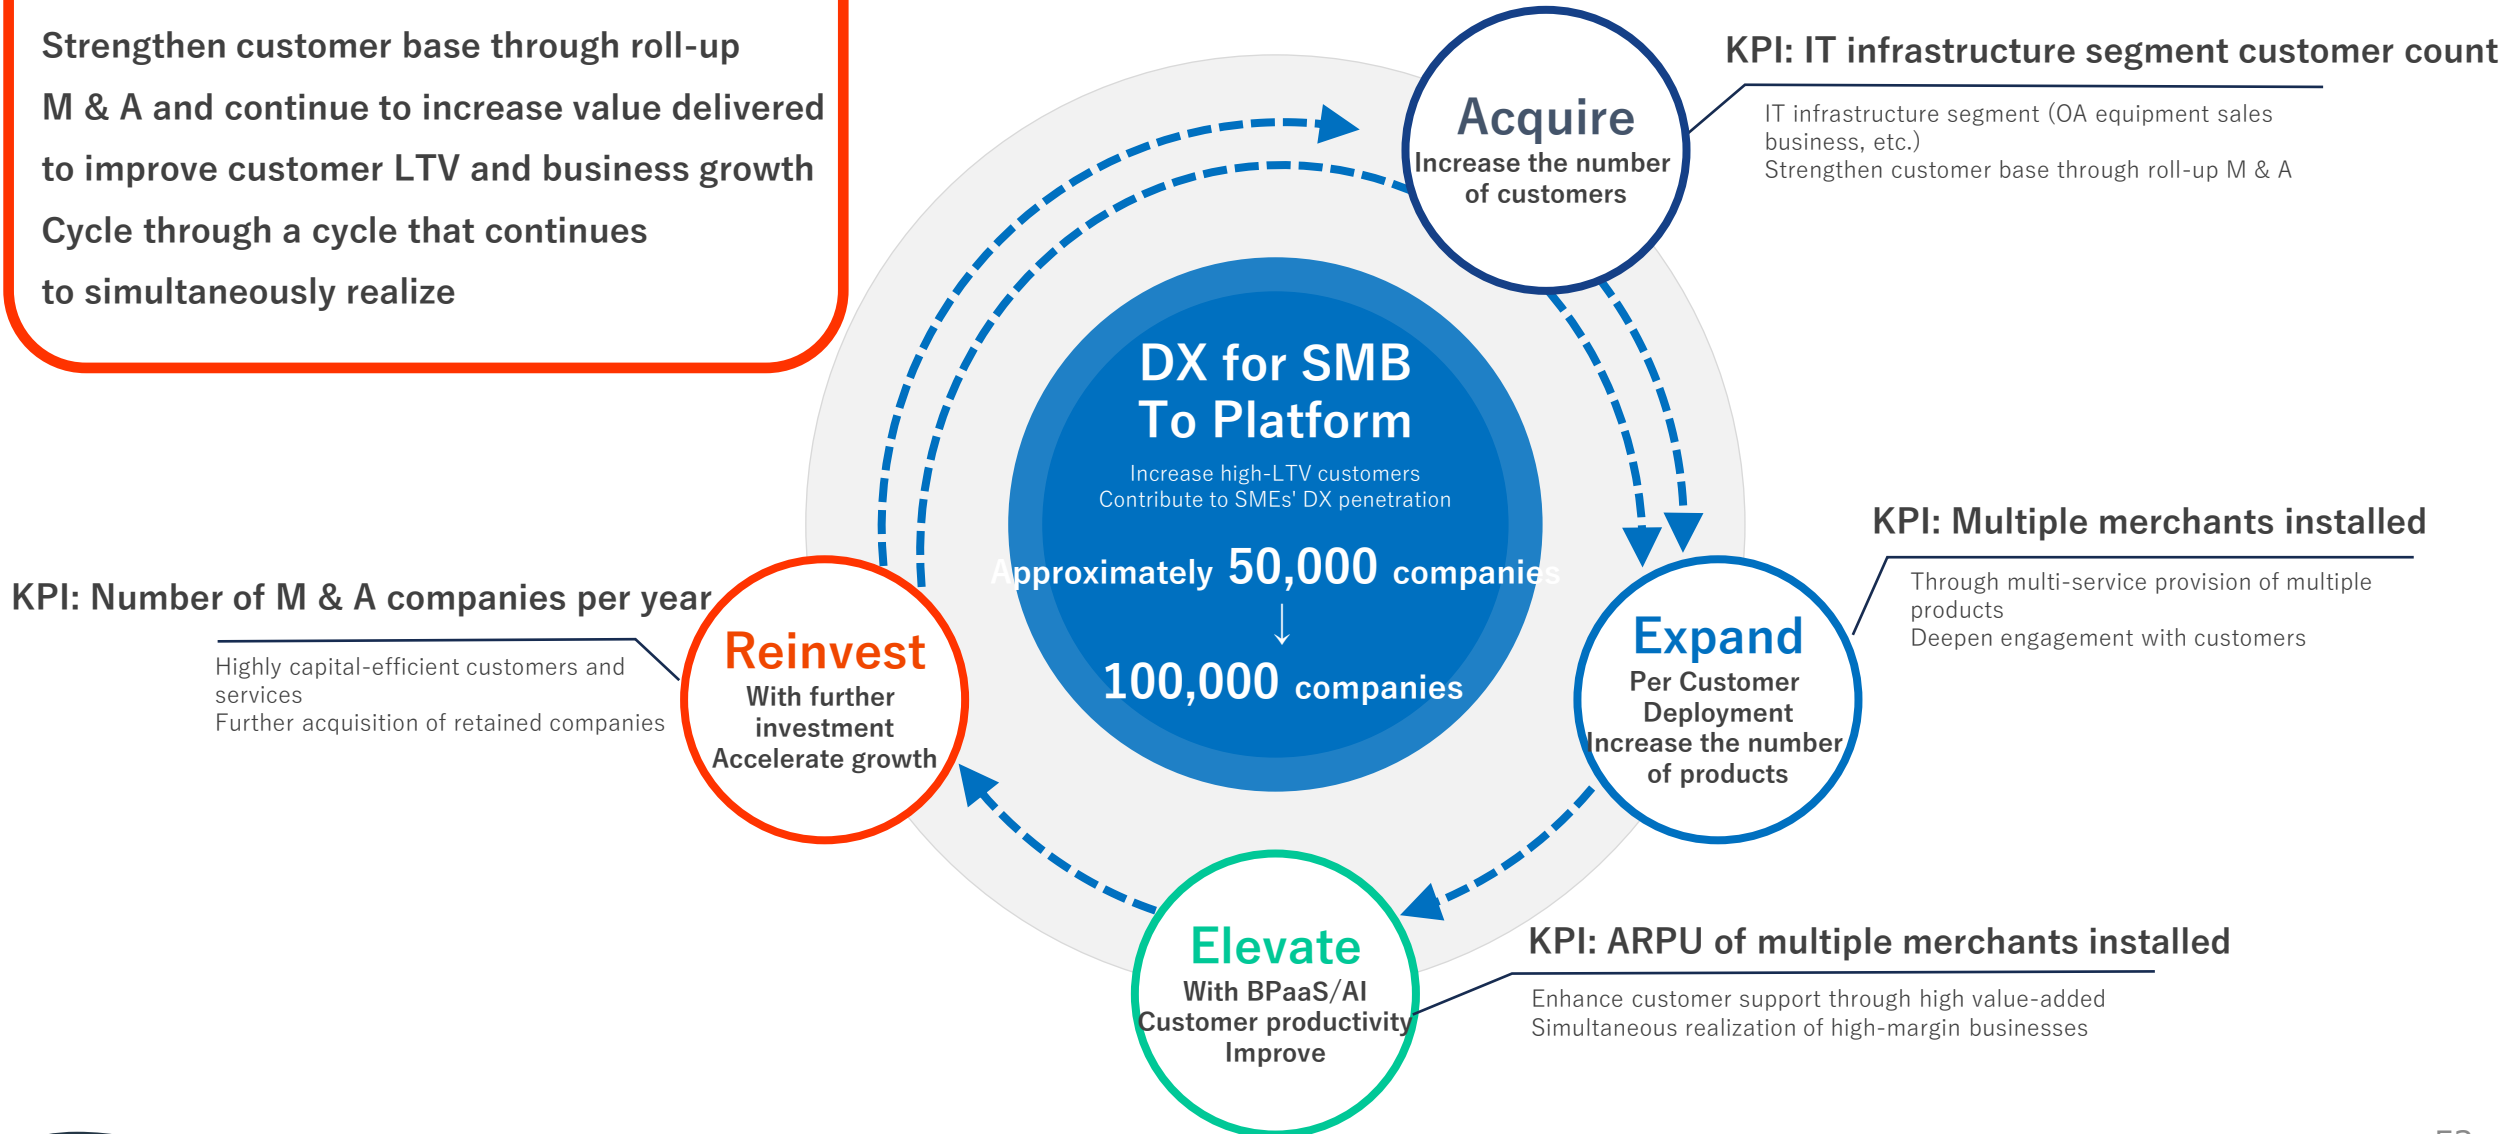 Strengthen customer base through roll-up
M & A and continue to increase value delivered
to improve customer LTV and business growth
Cycle through a cycle that continues
to simultaneously realize
Acquire
Increase the number
of customers
KPI: IT infrastructure segment customer count
IT infrastructure segment (OA equipment sales
business, etc.)
Strengthen customer base through roll-up M & A
DX for SMB
To Platform
Increase high-LTV customers
Contribute to SMEs' DX penetration
Approximately 50,000 companies
↓
100,000 companies
KPI: Multiple merchants installed
Through multi-service provision of multiple
products
Deepen engagement with customers
Expand
Per Customer
Deployment
Increase the number
of products
KPI: Number of M & A companies per year
Highly capital-efficient customers and
services
Further acquisition of retained companies
Reinvest
With further
investment
Accelerate growth
Elevate
With BPaaS/AI
Customer productivity
Improve
KPI: ARPU of multiple merchants installed
Enhance customer support through high value-added
Simultaneous realization of high-margin businesses